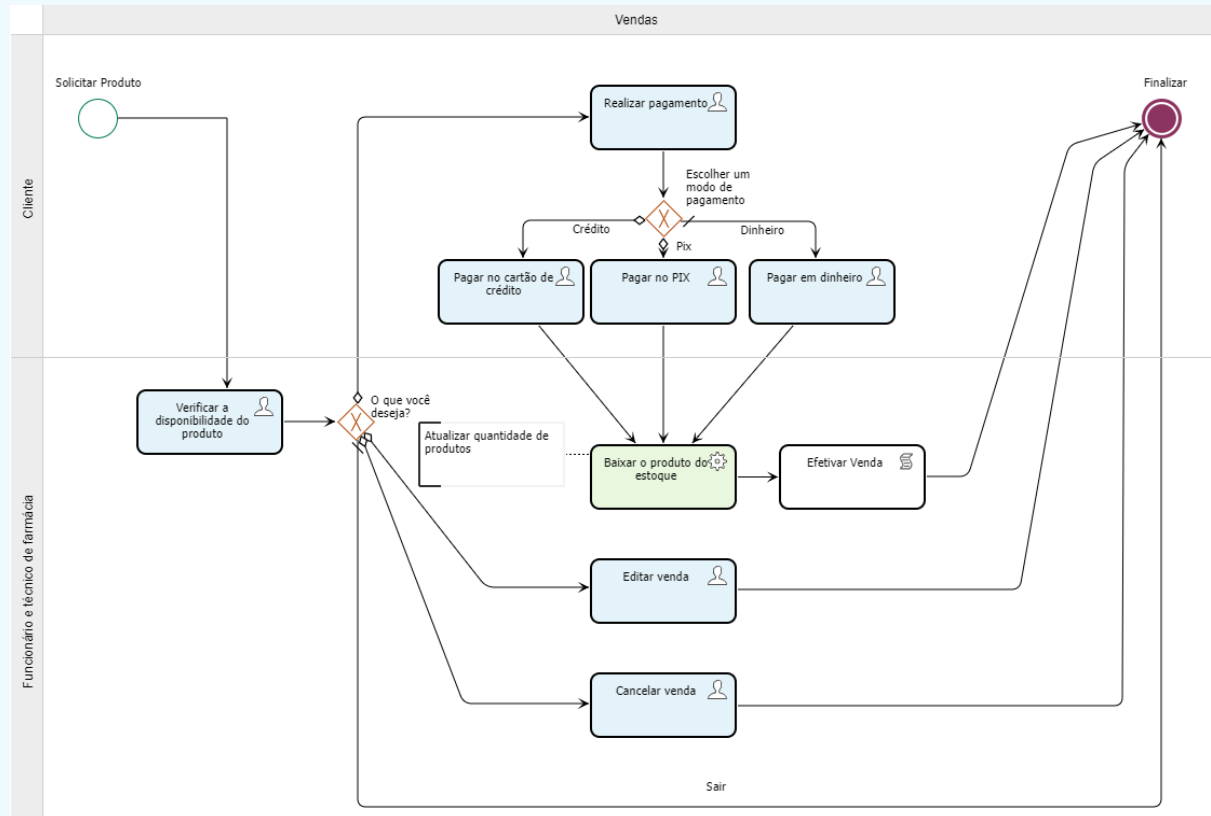 Vendas
Cliente
Solicitar Produto
Realizar pagamento
Finalizar
Escolher um
modo de
pagamento
Crédito
Pix
Dinheiro
Pagar no cartão de
crédito
Pagar no PIX
Pagar em dinheiro
Funcionário e técnico de farmácia
Verificar a
disponibilidade do
produto
O que você
deseja?
Atualizar quantidade de
produtos
Baixar o produto do
estoque
Efetivar Venda
Editar venda
Cancelar venda
Sair